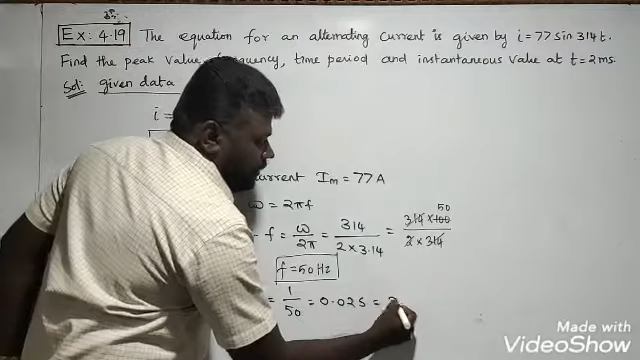 Ex: 4.19 The equation for an alternating current is given by i = 77 sin 314 t.
Find the peak value, frequency, time period and instantaneous value at t = 2 ms.
Sol: given data
i =
current Im = 77 A
ω = 2πf
f = ω/2π = 314/(2 × 3.14) = (314 × 100)/(2 × 314) 50
f = 50 Hz
= 1/50 = 0.02 s =
Made with
VideoShow